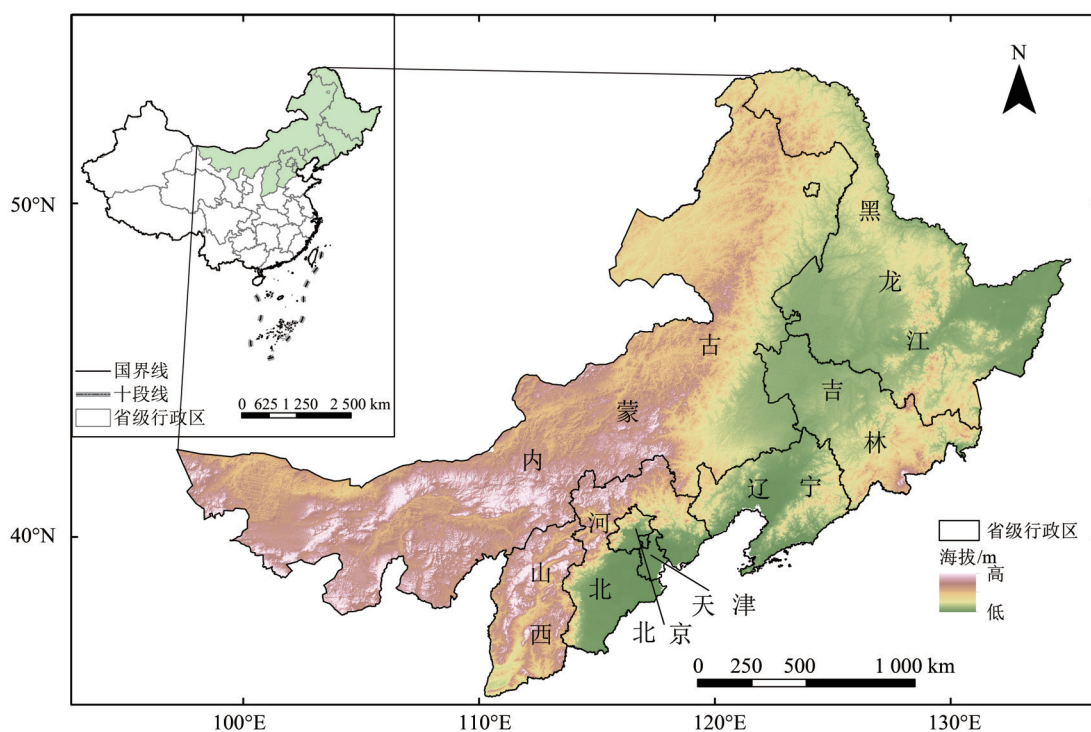 N
50°N
40°N
国界线
十段线
省级行政区
0 625 1 250 2 500 km
黑
龙
江
吉
林
辽 宁
古
蒙
内
河
北
山
西
天 津
北 京
省级行政区
海拔/m
高
低
0 250 500 1 000 km
100°E 110°E 120°E 130°E